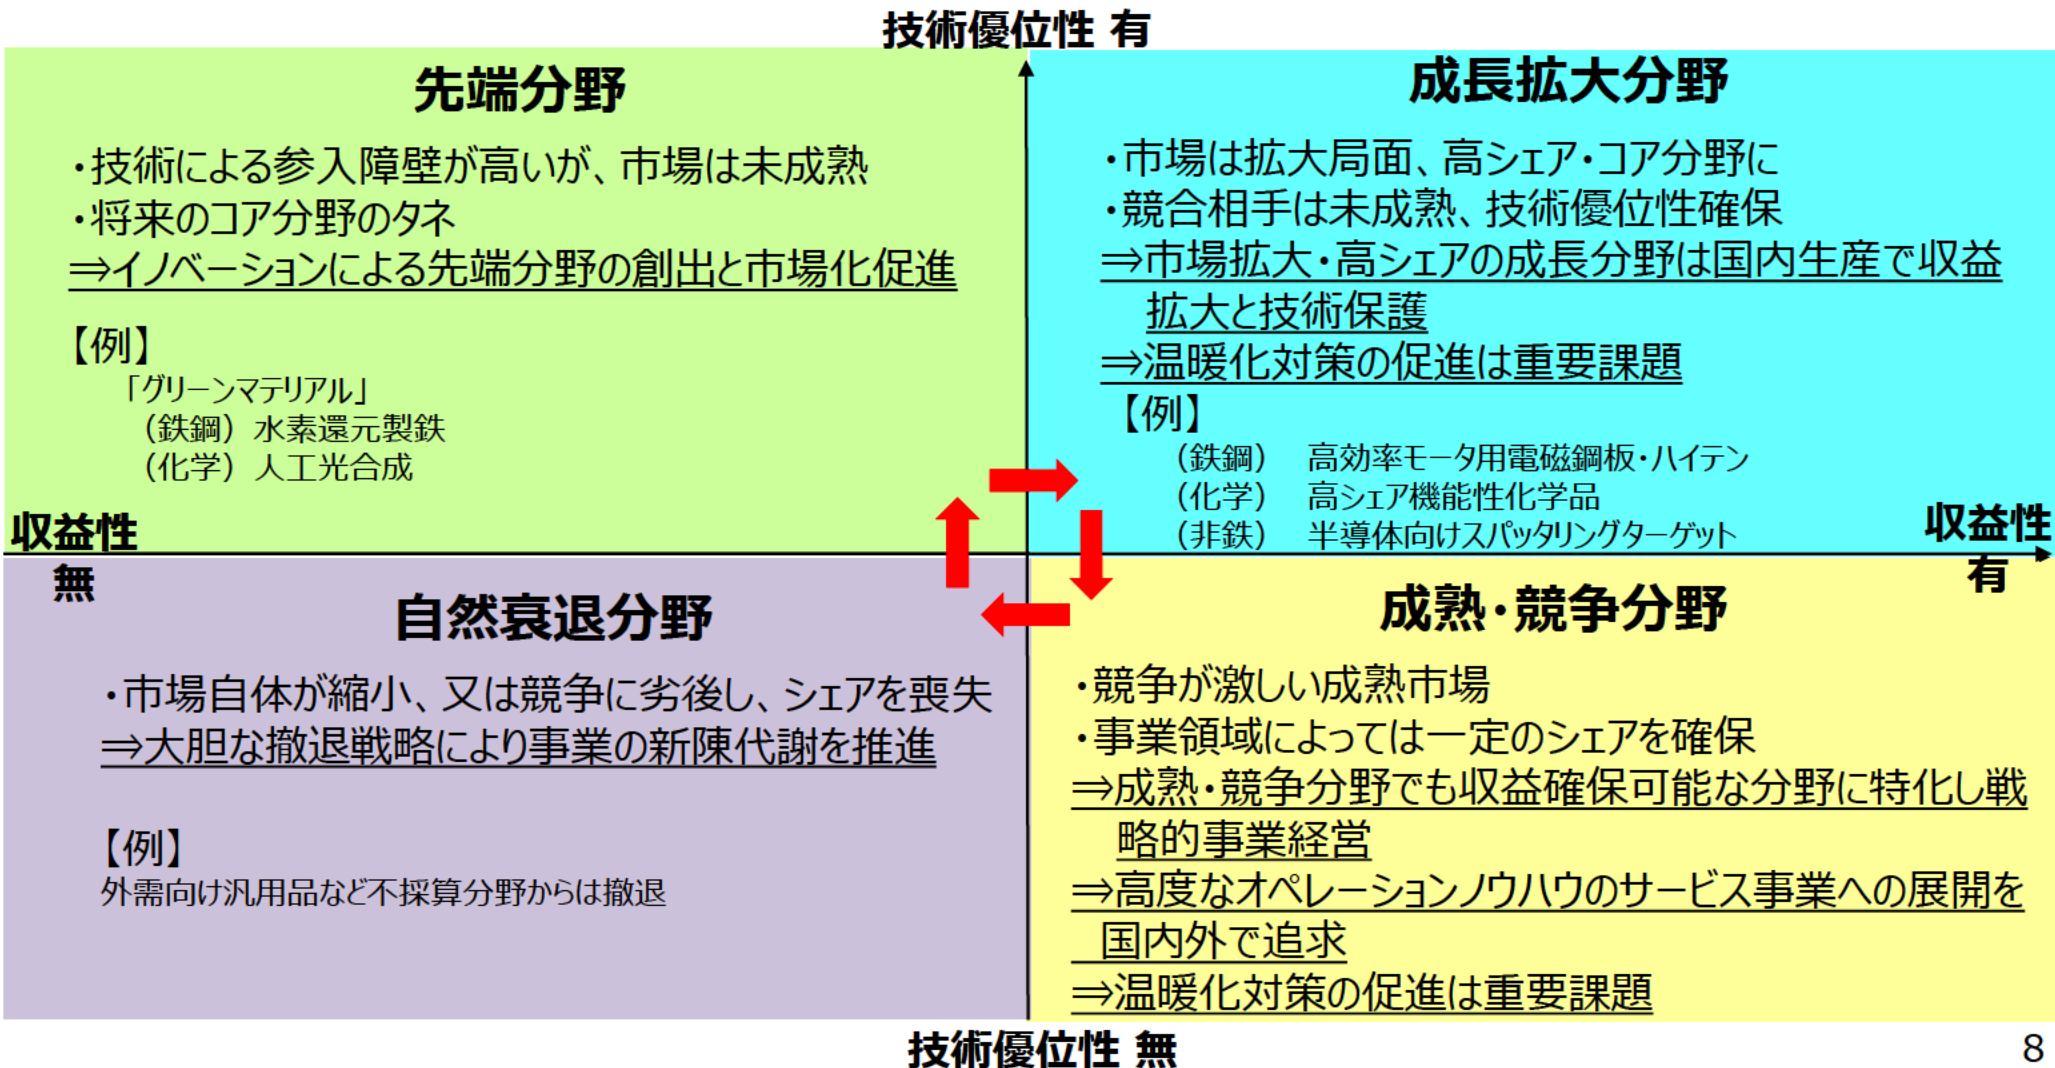 技術優位性 有
先端分野
・技術による参入障壁が高いが、市場は未成熟
・将来のコア分野のタネ
⇒イノベーションによる先端分野の創出と市場化促進
【例】
「グリーンマテリアル」
（鉄鋼）水素還元製鉄
（化学）人工光合成
成長拡大分野
・市場は拡大局面、高シェア・コア分野に
・競合相手は未成熟、技術優位性確保
⇒市場拡大・高シェアの成長分野は国内生産で収益
拡大と技術保護
⇒温暖化対策の促進は重要課題
【例】
（鉄鋼） 高効率モータ用電磁鋼板・ハイテン
（化学） 高シェア機能性化学品
（非鉄） 半導体向けスパッタリングターゲット
収益性
無
収益性
有
自然衰退分野
・市場自体が縮小、又は競争に劣後し、シェアを喪失
⇒大胆な撤退戦略により事業の新陳代謝を推進
【例】
外需向け汎用品など不採算分野からは撤退
成熟・競争分野
・競争が激しい成熟市場
・事業領域によっては一定のシェアを確保
⇒成熟・競争分野でも収益確保可能な分野に特化し戦
略的事業経営
⇒高度なオペレーションノウハウのサービス事業への展開を
国内外で追求
⇒温暖化対策の促進は重要課題
技術優位性 無
8